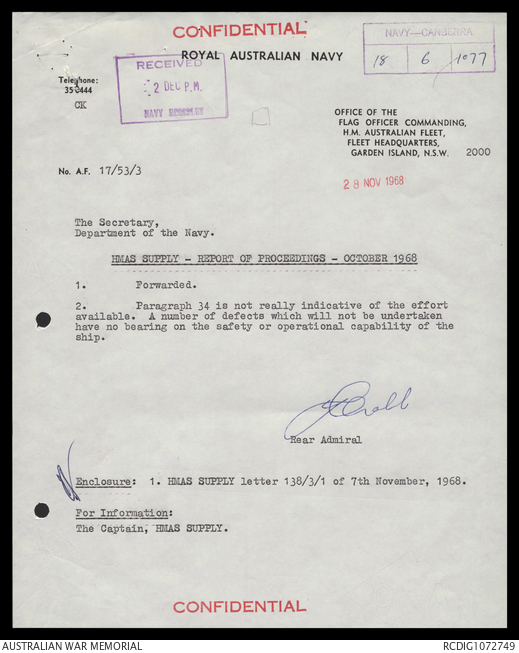 CONFIDENTIAL
ROYAL AUSTRALIAN NAVY
NAVY—CANBERRA
18 6 1077
RECEIVED
2 DEC P.M.
NAVY
Telephone:
35 0444
CK
OFFICE OF THE
FLAG OFFICER COMMANDING,
H.M. AUSTRALIAN FLEET,
FLEET HEADQUARTERS,
GARDEN ISLAND, N.S.W. 2000
No. A.F. 17/53/3
28 NOV 1968
The Secretary,
Department of the Navy.
HMAS SUPPLY - REPORT OF PROCEEDINGS - OCTOBER 1968
1. Forwarded.
2. Paragraph 34 is not really indicative of the effort
available. A number of defects which will not be undertaken
have no bearing on the safety or operational capability of the
ship.
Rear Admiral
Enclosure: 1. HMAS SUPPLY letter 138/3/1 of 7th November, 1968.
For Information:
The Captain, HMAS SUPPLY.
CONFIDENTIAL
AUSTRALIAN WAR MEMORIAL
RCDIG1072749